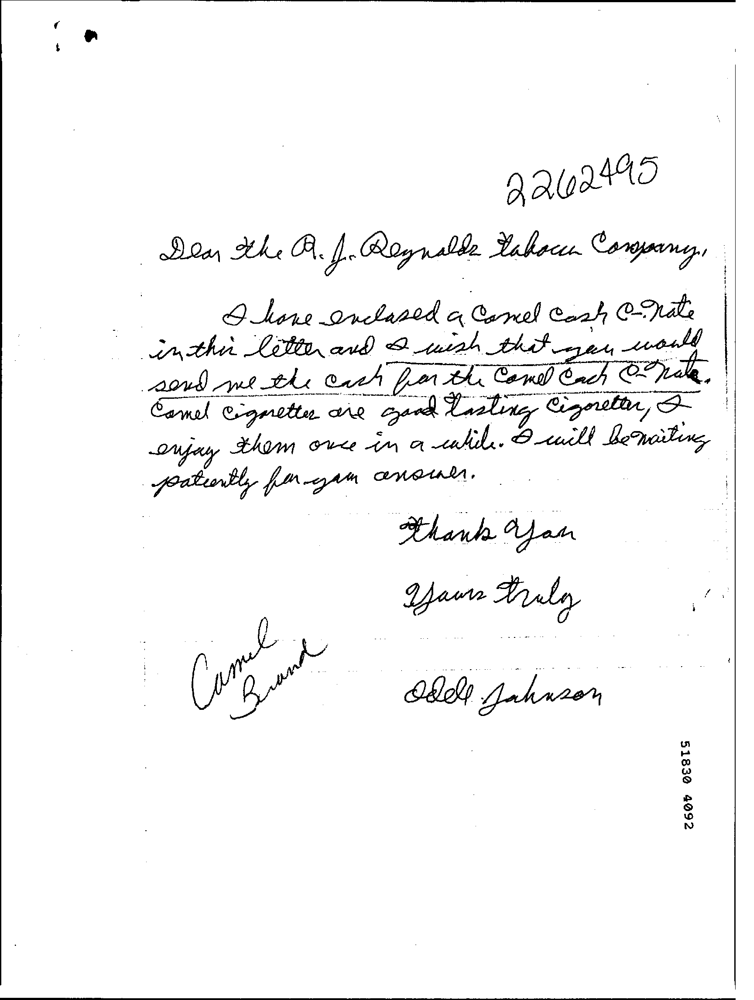 2262495
Dear the R. J. Reynolds Tobacco Company,
I have enclosed a Camel Cash C-Note
in this letter and I wish that you would
send me the cash for the Camel Cach C-Note.
Camel Cigarettes are good tasting Cigarettes, I
enjoy them once in a while. I will be waiting
patiently for your answer.
Thank You
Yours truly
Odell Johnson
Camel
Brand
51830 4092